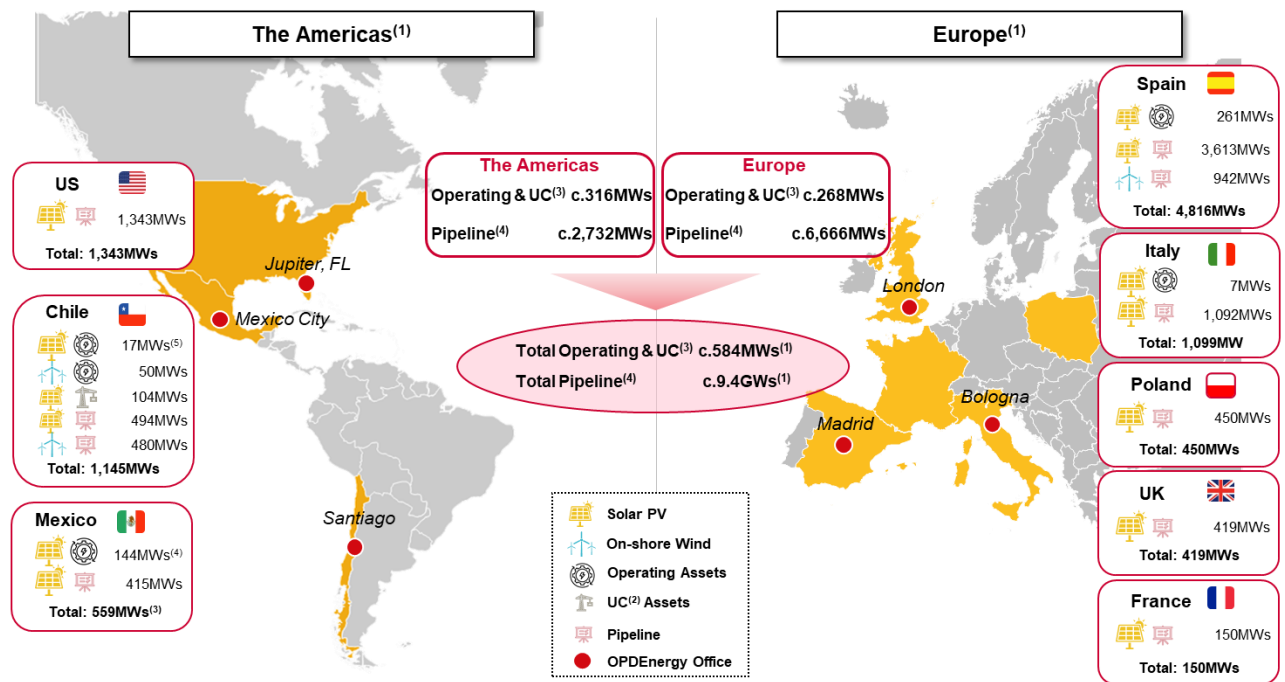 The Americas(1)
Europe(1)
US
1,343MWs
Total: 1,343MWs
Chile
17MWs(5)
50MWs
104MWs
494MWs
480MWs
Total: 1,145MWs
Mexico
144MWs(4)
415MWs
Total: 559MWs(3)
Jupiter, FL
Mexico City
Santiago
The Americas
Operating & UC(3) c.316MWs
Pipeline(4) c.2,732MWs
Europe
Operating & UC(3) c.268MWs
Pipeline(4) c.6,666MWs
Total Operating & UC(3) c.584MWs(1)
Total Pipeline(4) c.9.4GWs(1)
Solar PV
On-shore Wind
Operating Assets
UC(2) Assets
Pipeline
OPDEnergy Office
London
Madrid
Bologna
Spain
261MWs
3,613MWs
942MWs
Total: 4,816MWs
Italy
7MWs
1,092MWs
Total: 1,099MW
Poland
450MWs
Total: 450MWs
UK
419MWs
Total: 419MWs
France
150MWs
Total: 150MWs